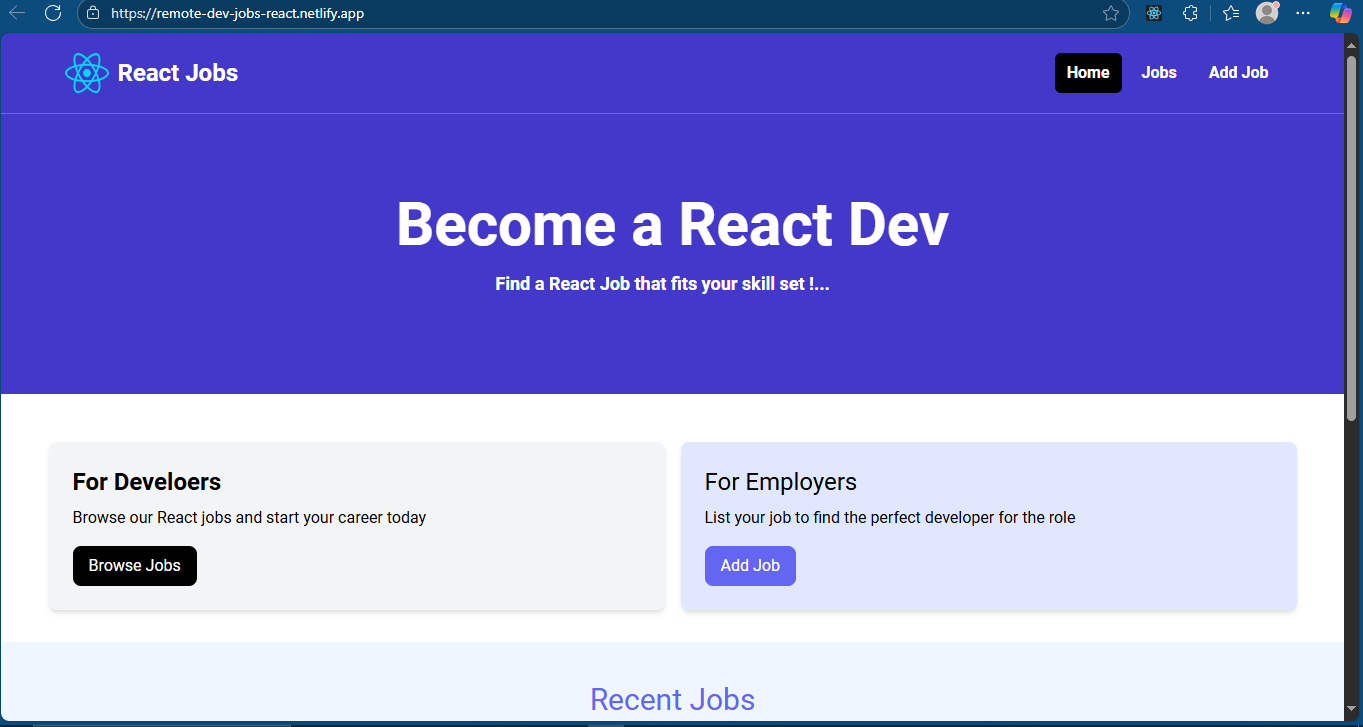 https://remote-dev-jobs-react.netlify.app
React Jobs
Home
Jobs
Add Job
Become a React Dev
Find a React Job that fits your skill set !...
For Develoers
Browse our React jobs and start your career today
Browse Jobs
For Employers
List your job to find the perfect developer for the role
Add Job
Recent Jobs